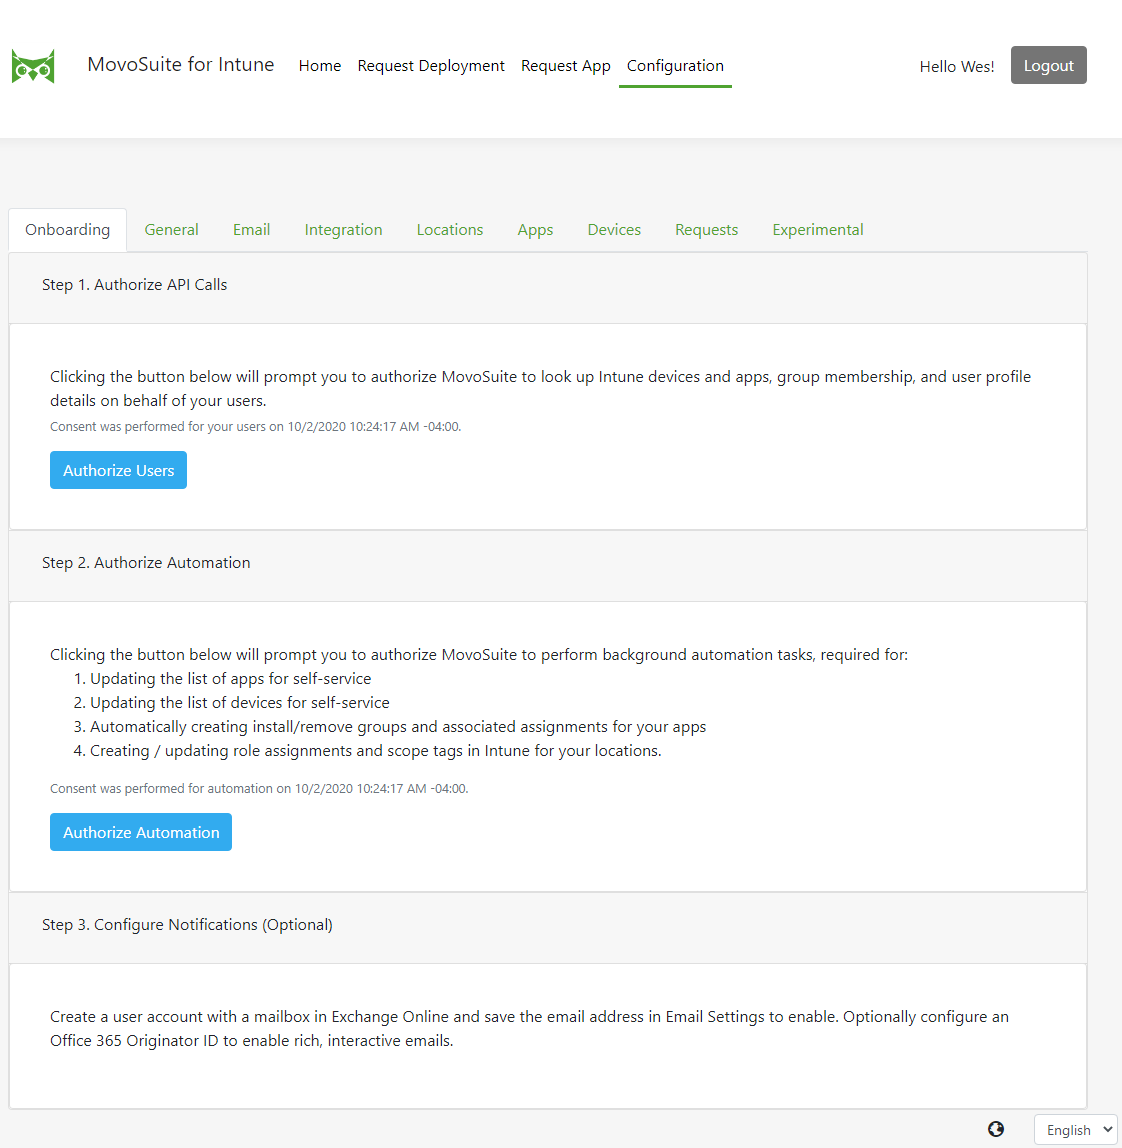 MovoSuite for Intune Home Request Deployment Request App Configuration Hello Wes! Logout
Onboarding General Email Integration Locations Apps Devices Requests Experimental
Step 1. Authorize API Calls
Clicking the button below will prompt you to authorize MovoSuite to look up Intune devices and apps, group membership, and user profile
details on behalf of your users.
Consent was performed for your users on 10/2/2020 10:24:17 AM -04:00.
Authorize Users
Step 2. Authorize Automation
Clicking the button below will prompt you to authorize MovoSuite to perform background automation tasks, required for:
1. Updating the list of apps for self-service
2. Updating the list of devices for self-service
3. Automatically creating install/remove groups and associated assignments for your apps
4. Creating / updating role assignments and scope tags in Intune for your locations.
Consent was performed for automation on 10/2/2020 10:24:17 AM -04:00.
Authorize Automation
Step 3. Configure Notifications (Optional)
Create a user account with a mailbox in Exchange Online and save the email address in Email Settings to enable. Optionally configure an
Office 365 Originator ID to enable rich, interactive emails.
English